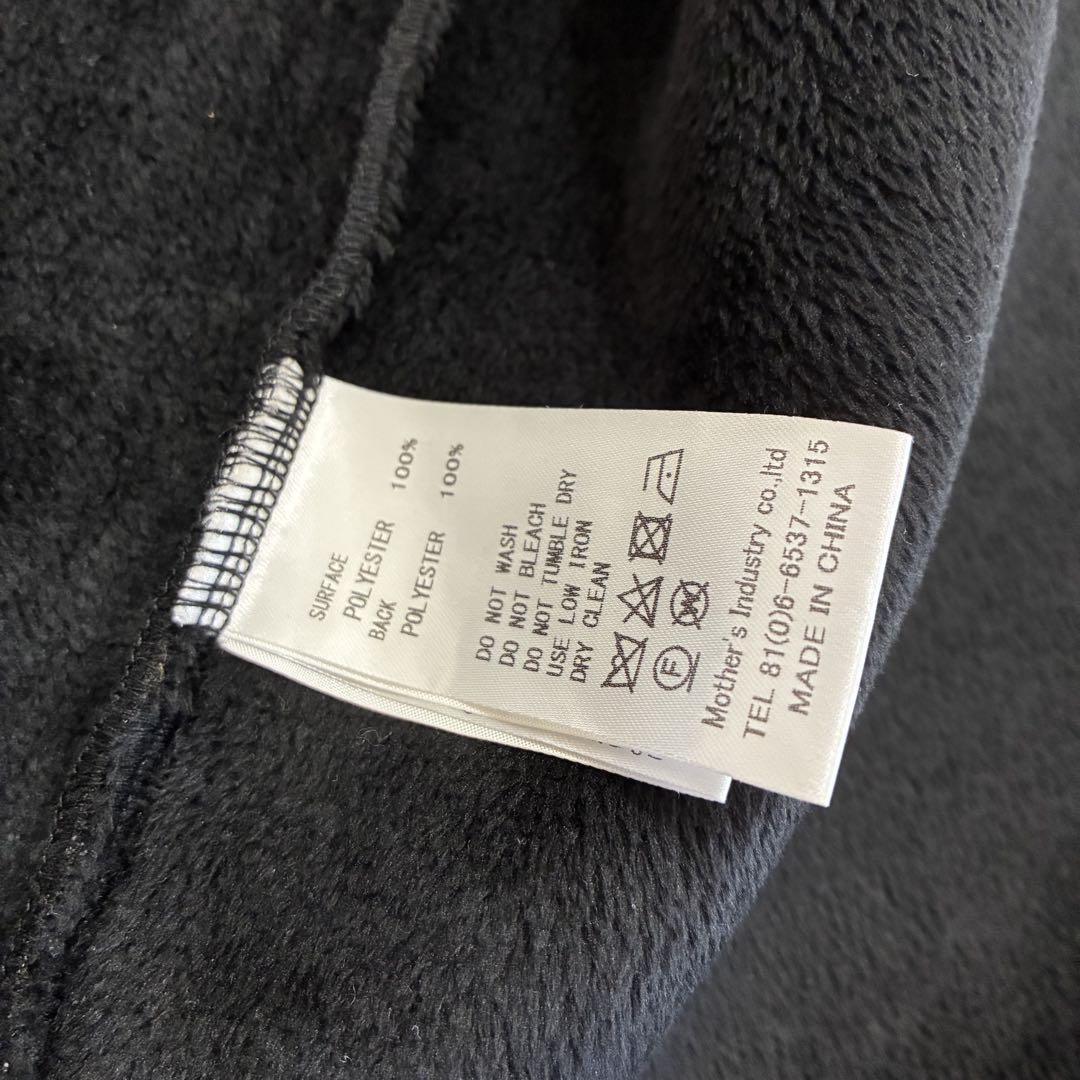 SURFACE
POLYESTER 100%
BACK
POLYESTER 100%
DO NOT WASH
DO NOT BLEACH
DO NOT TUMBLE DRY
USE LOW IRON
DRY CLEAN
F
Mother's Industry co.,ltd
TEL 81(0)6-6537-1315
MADE IN CHINA